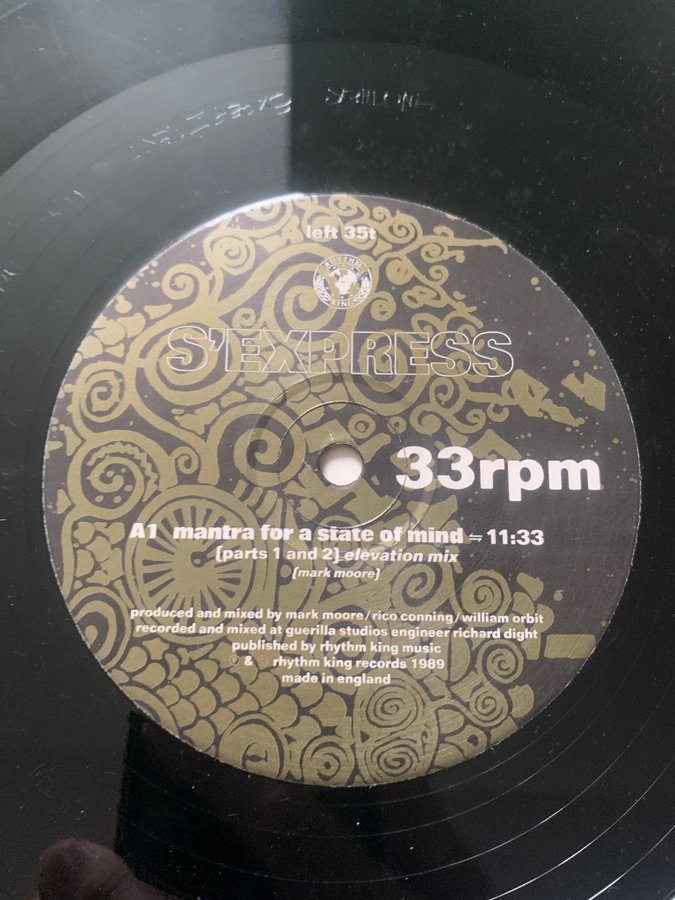 left 35t
RHYTHM
KING
S'EXPRESS
33rpm
A1 mantra for a state of mind ⇋ 11:33
[parts 1 and 2] elevation mix
[mark moore]
produced and mixed by mark moore/rico conning/william orbit
recorded and mixed at guerilla studios engineer richard dight
published by rhythm king music
℗ & © rhythm king records 1989
made in england